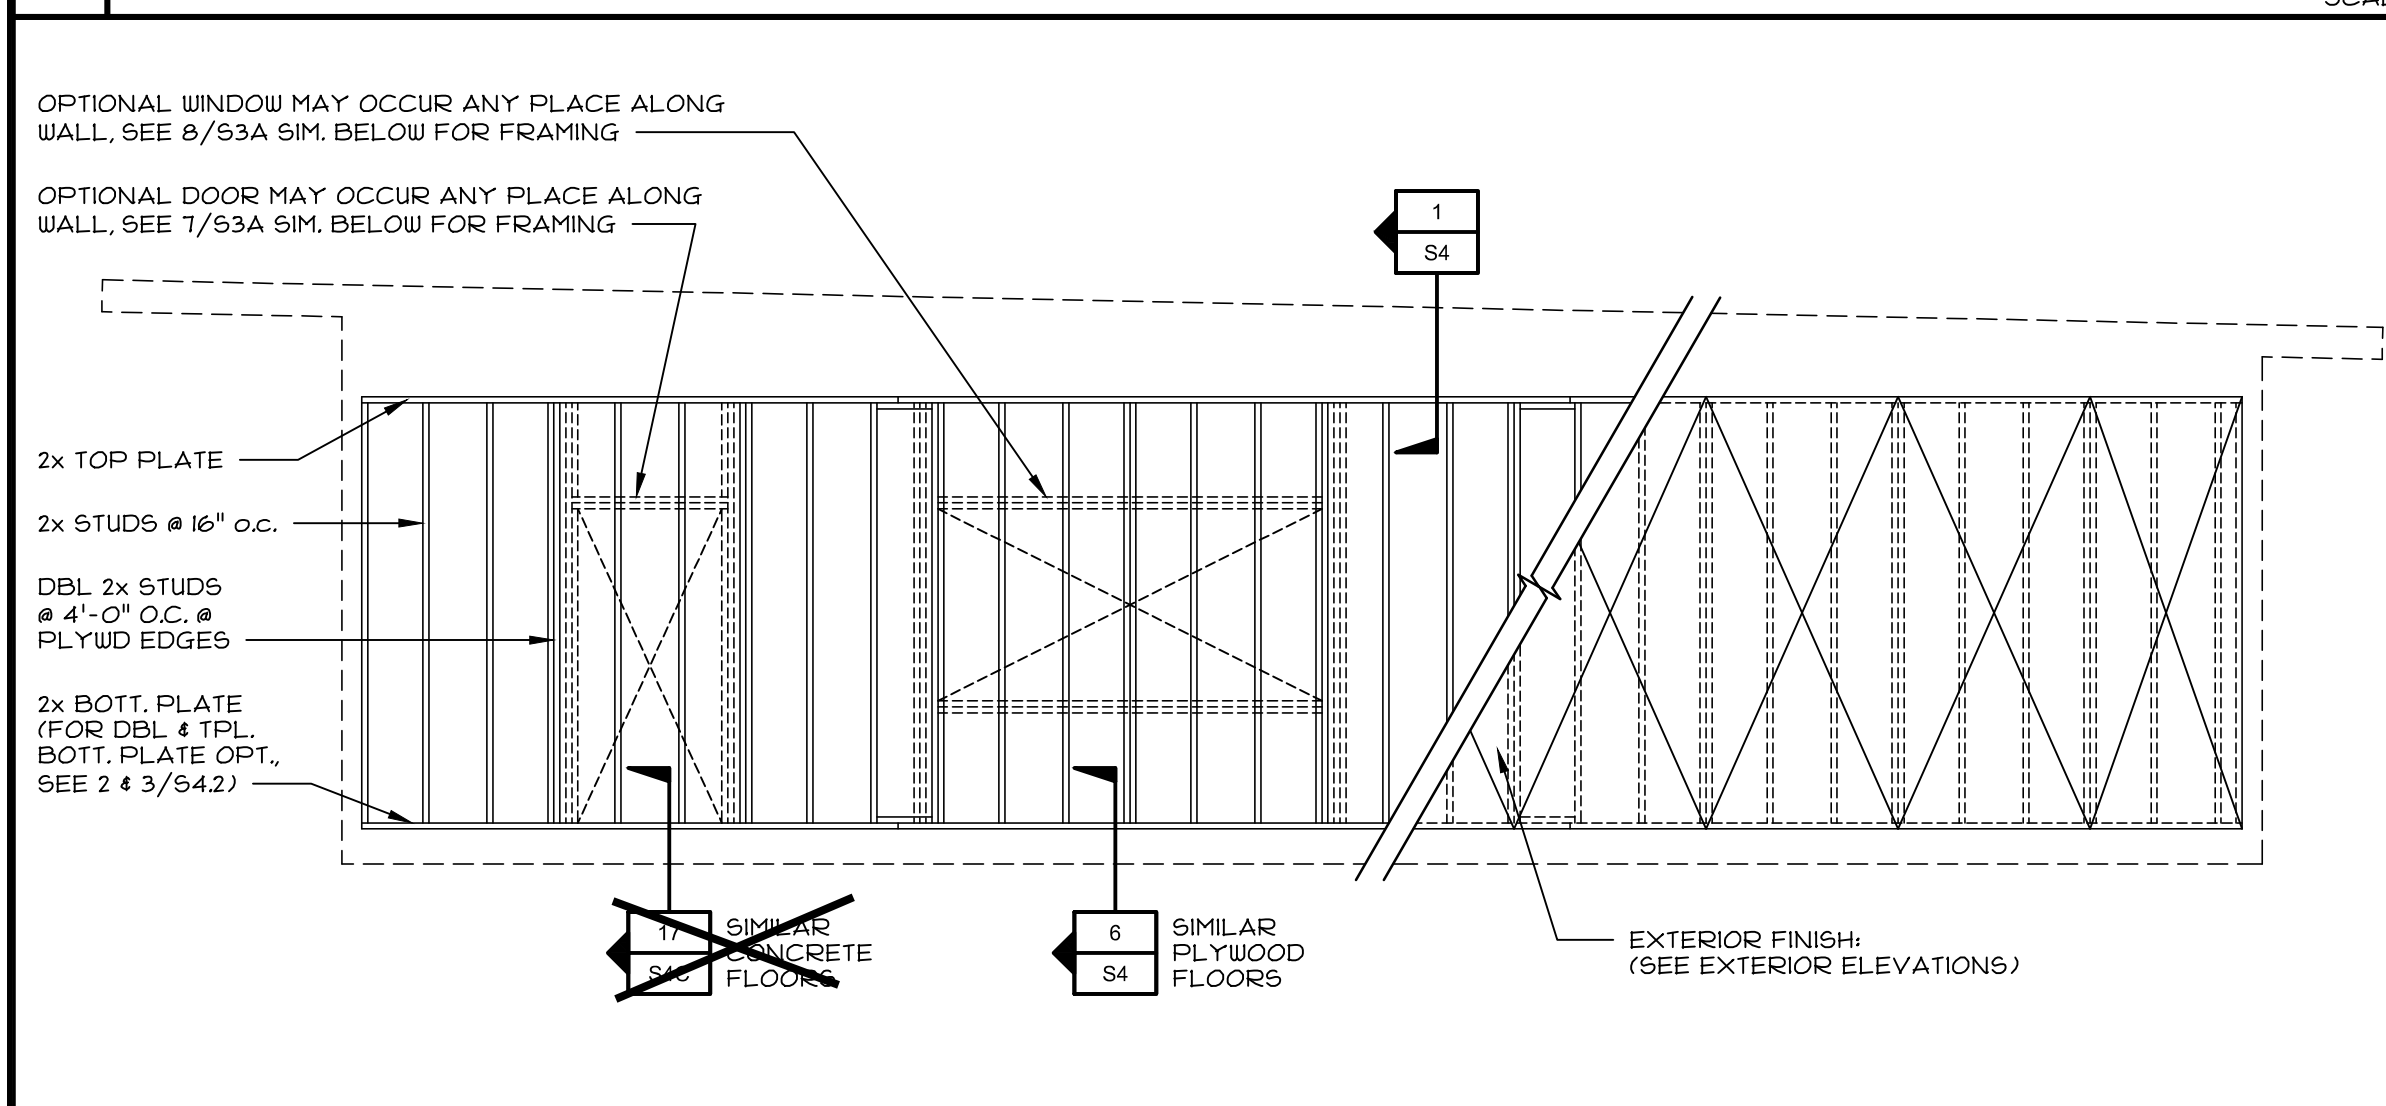 OPTIONAL WINDOW MAY OCCUR ANY PLACE ALONG
WALL, SEE 8/S3A SIM. BELOW FOR FRAMING
OPTIONAL DOOR MAY OCCUR ANY PLACE ALONG
WALL, SEE 7/S3A SIM. BELOW FOR FRAMING
1
S4
2x TOP PLATE
2x STUDS @ 16" o.c.
DBL 2x STUDS
@ 4'-0" O.C. @
PLYWD EDGES
2x BOTT. PLATE
(FOR DBL & TPL.
BOTT. PLATE OPT.,
SEE 2 & 3/S4.2)
17
S4C
SIMILAR
CONCRETE
FLOORS
6
S4
SIMILAR
PLYWOOD
FLOORS
EXTERIOR FINISH:
(SEE EXTERIOR ELEVATIONS)